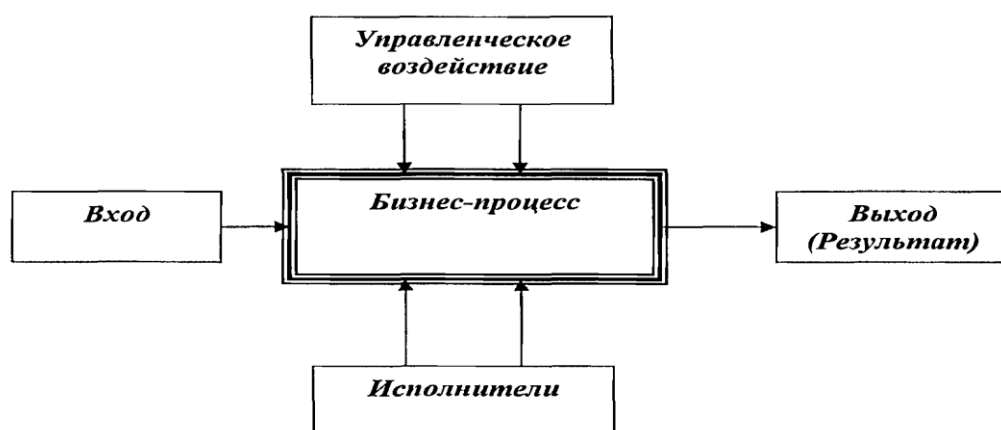 Управленческое
воздействие
Вход
Бизнес-процесс
Выход
(Результат)
Исполнители